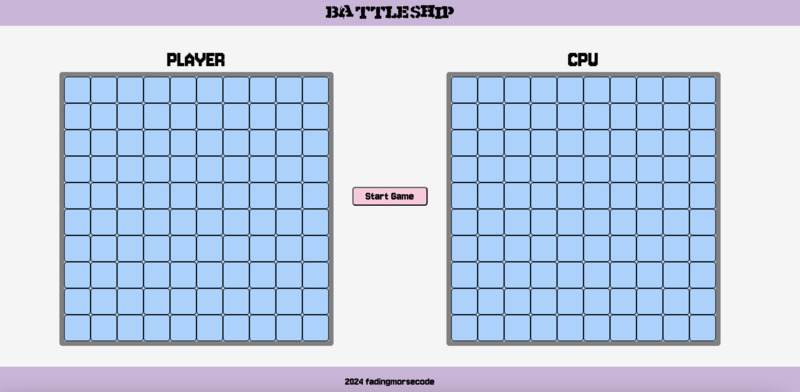 BATTLESHIP
PLAYER
CPU
Start Game
2024 fadingmorsecode